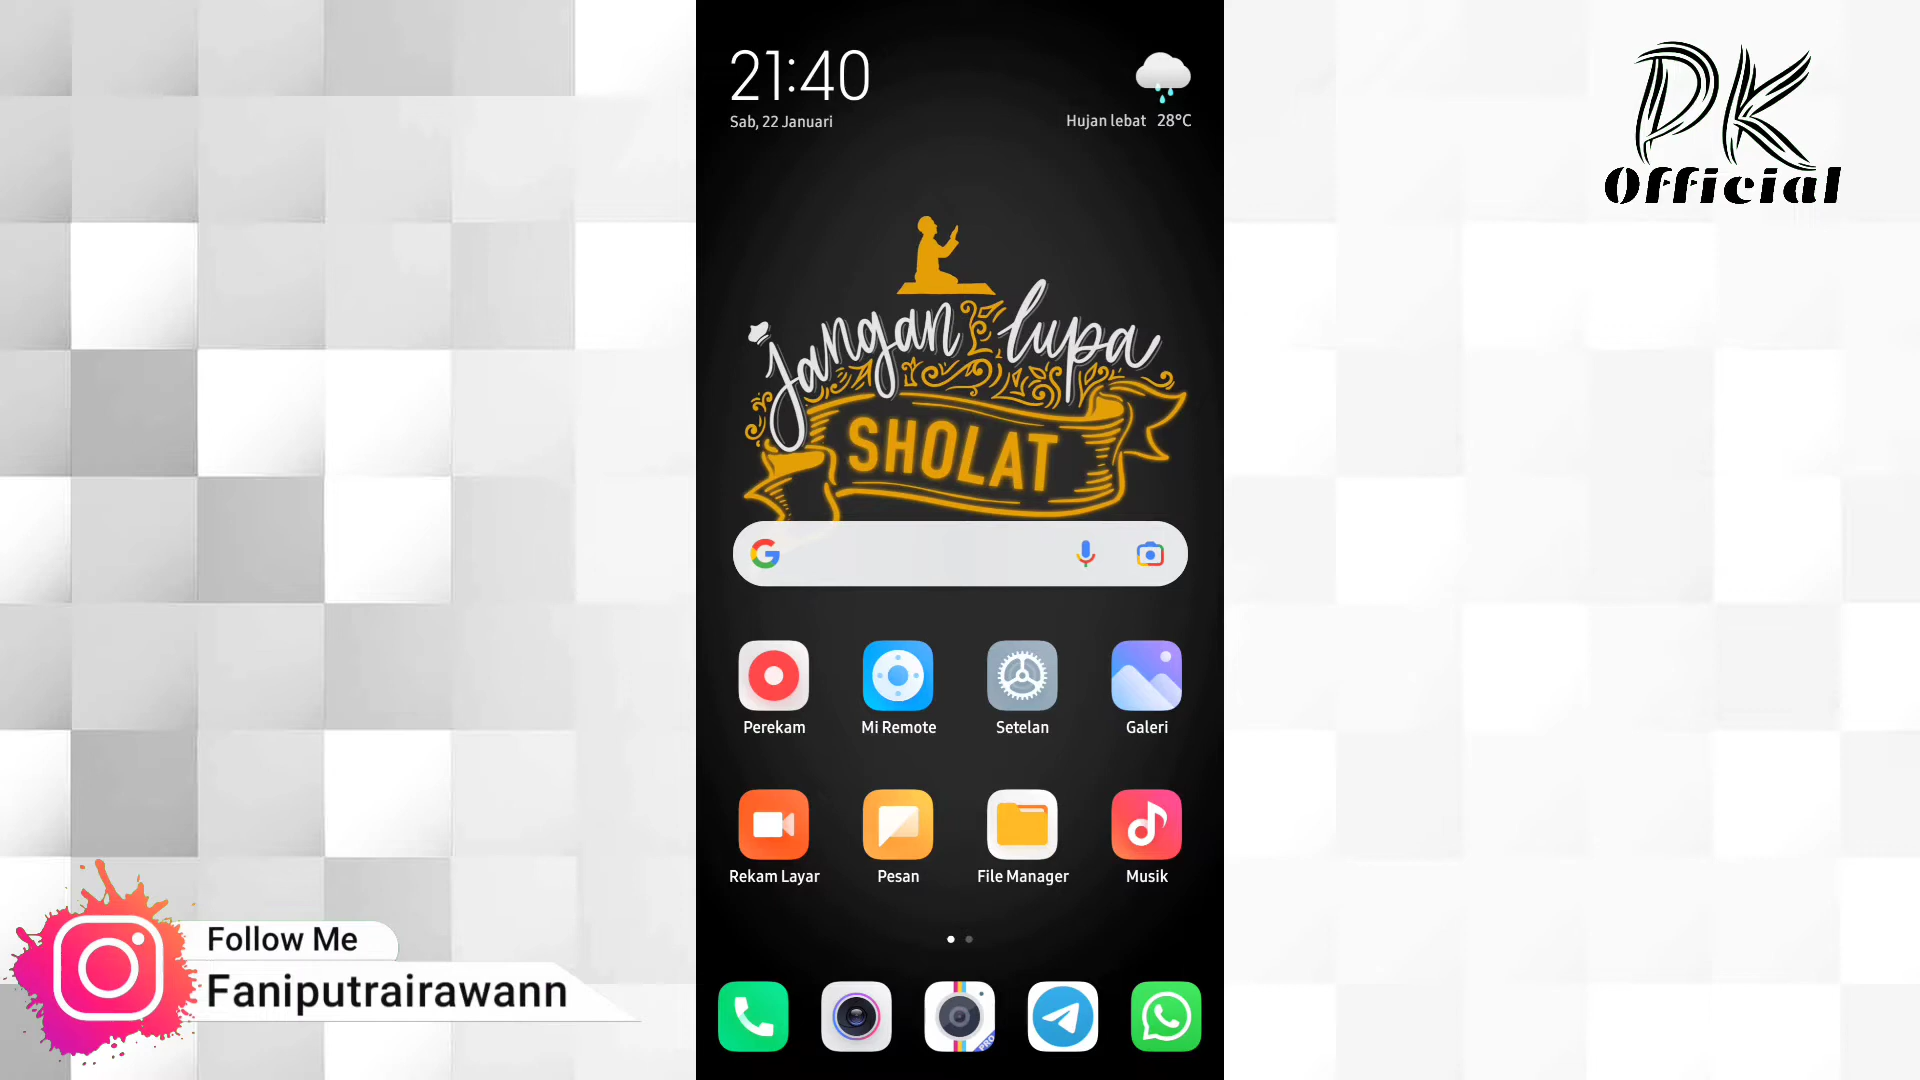 21:40
Sab, 22 Januari
Hujan lebat 28°C
DK
Official
jangan lupa
SHOLAT
Perekam
Mi Remote
Setelan
Galeri
Rekam Layar
Pesan
File Manager
Musik
PRO
Follow Me
Faniputrairawann